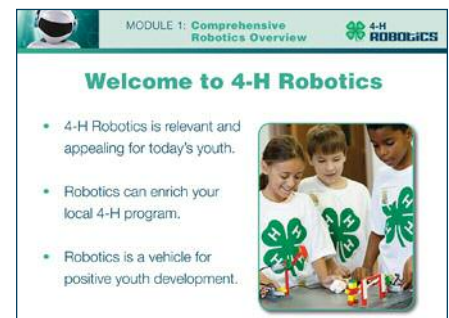 MODULE 1: Comprehensive
Robotics Overview
4-H
ROBOTICS
Welcome to 4-H Robotics
• 4-H Robotics is relevant and
appealing for today's youth.
• Robotics can enrich your
local 4-H program.
• Robotics is a vehicle for
positive youth development.
H
H
H
H